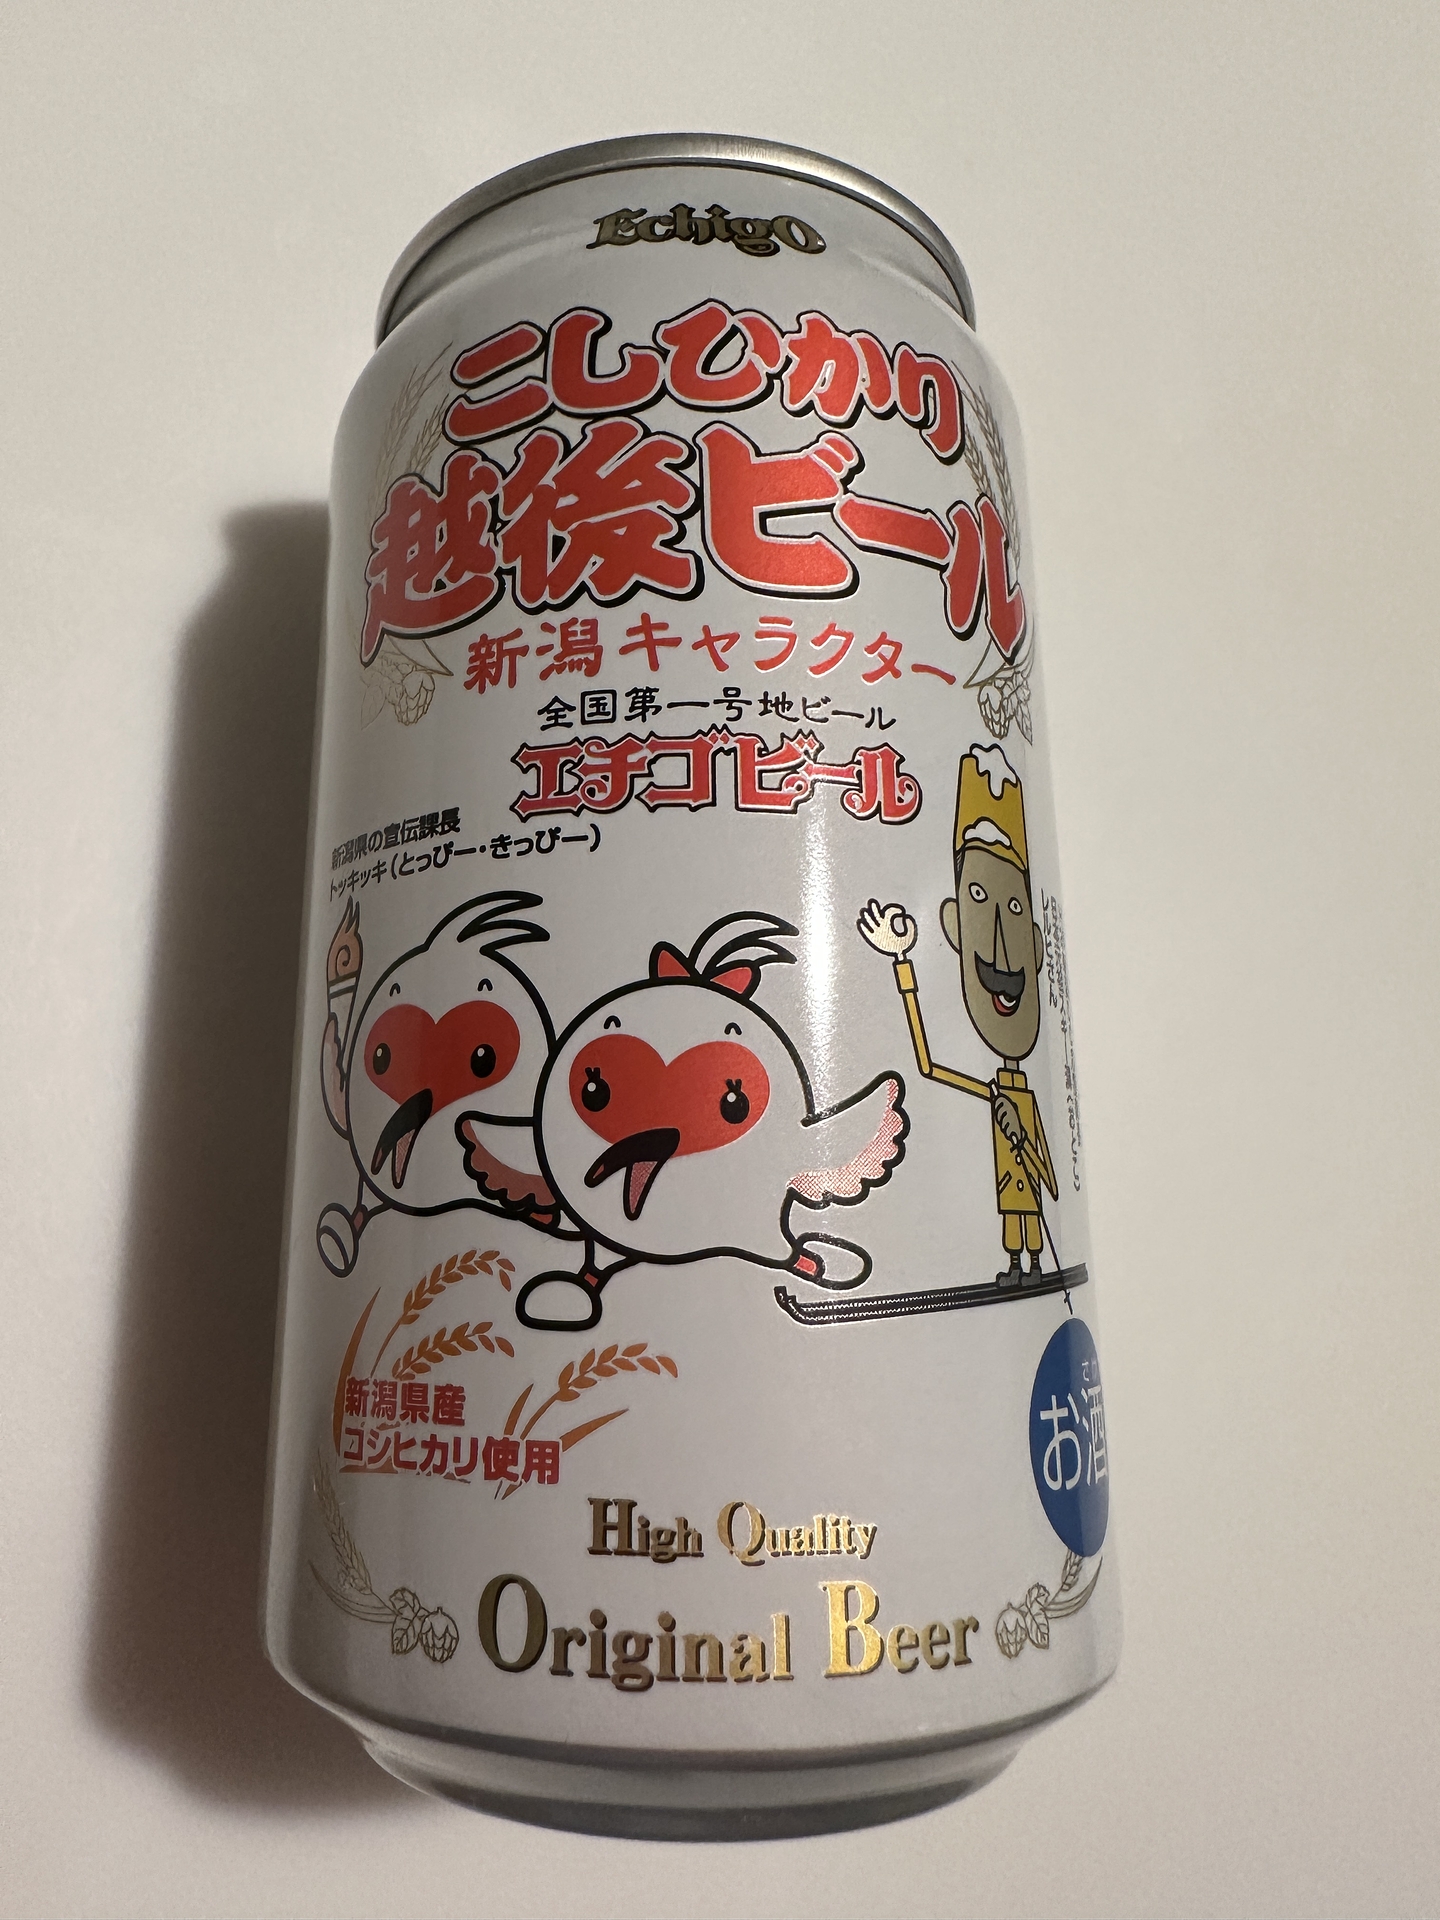 Echigo
こしひかり
越後ビール
新潟キャラクター
全国第一号地ビール
エチゴビール
新潟県の宣伝課長
トッキッキ(とっぴー・きっぴー)
新潟県産
コシヒカリ使用
さけ
お酒
High Quality
Original Beer